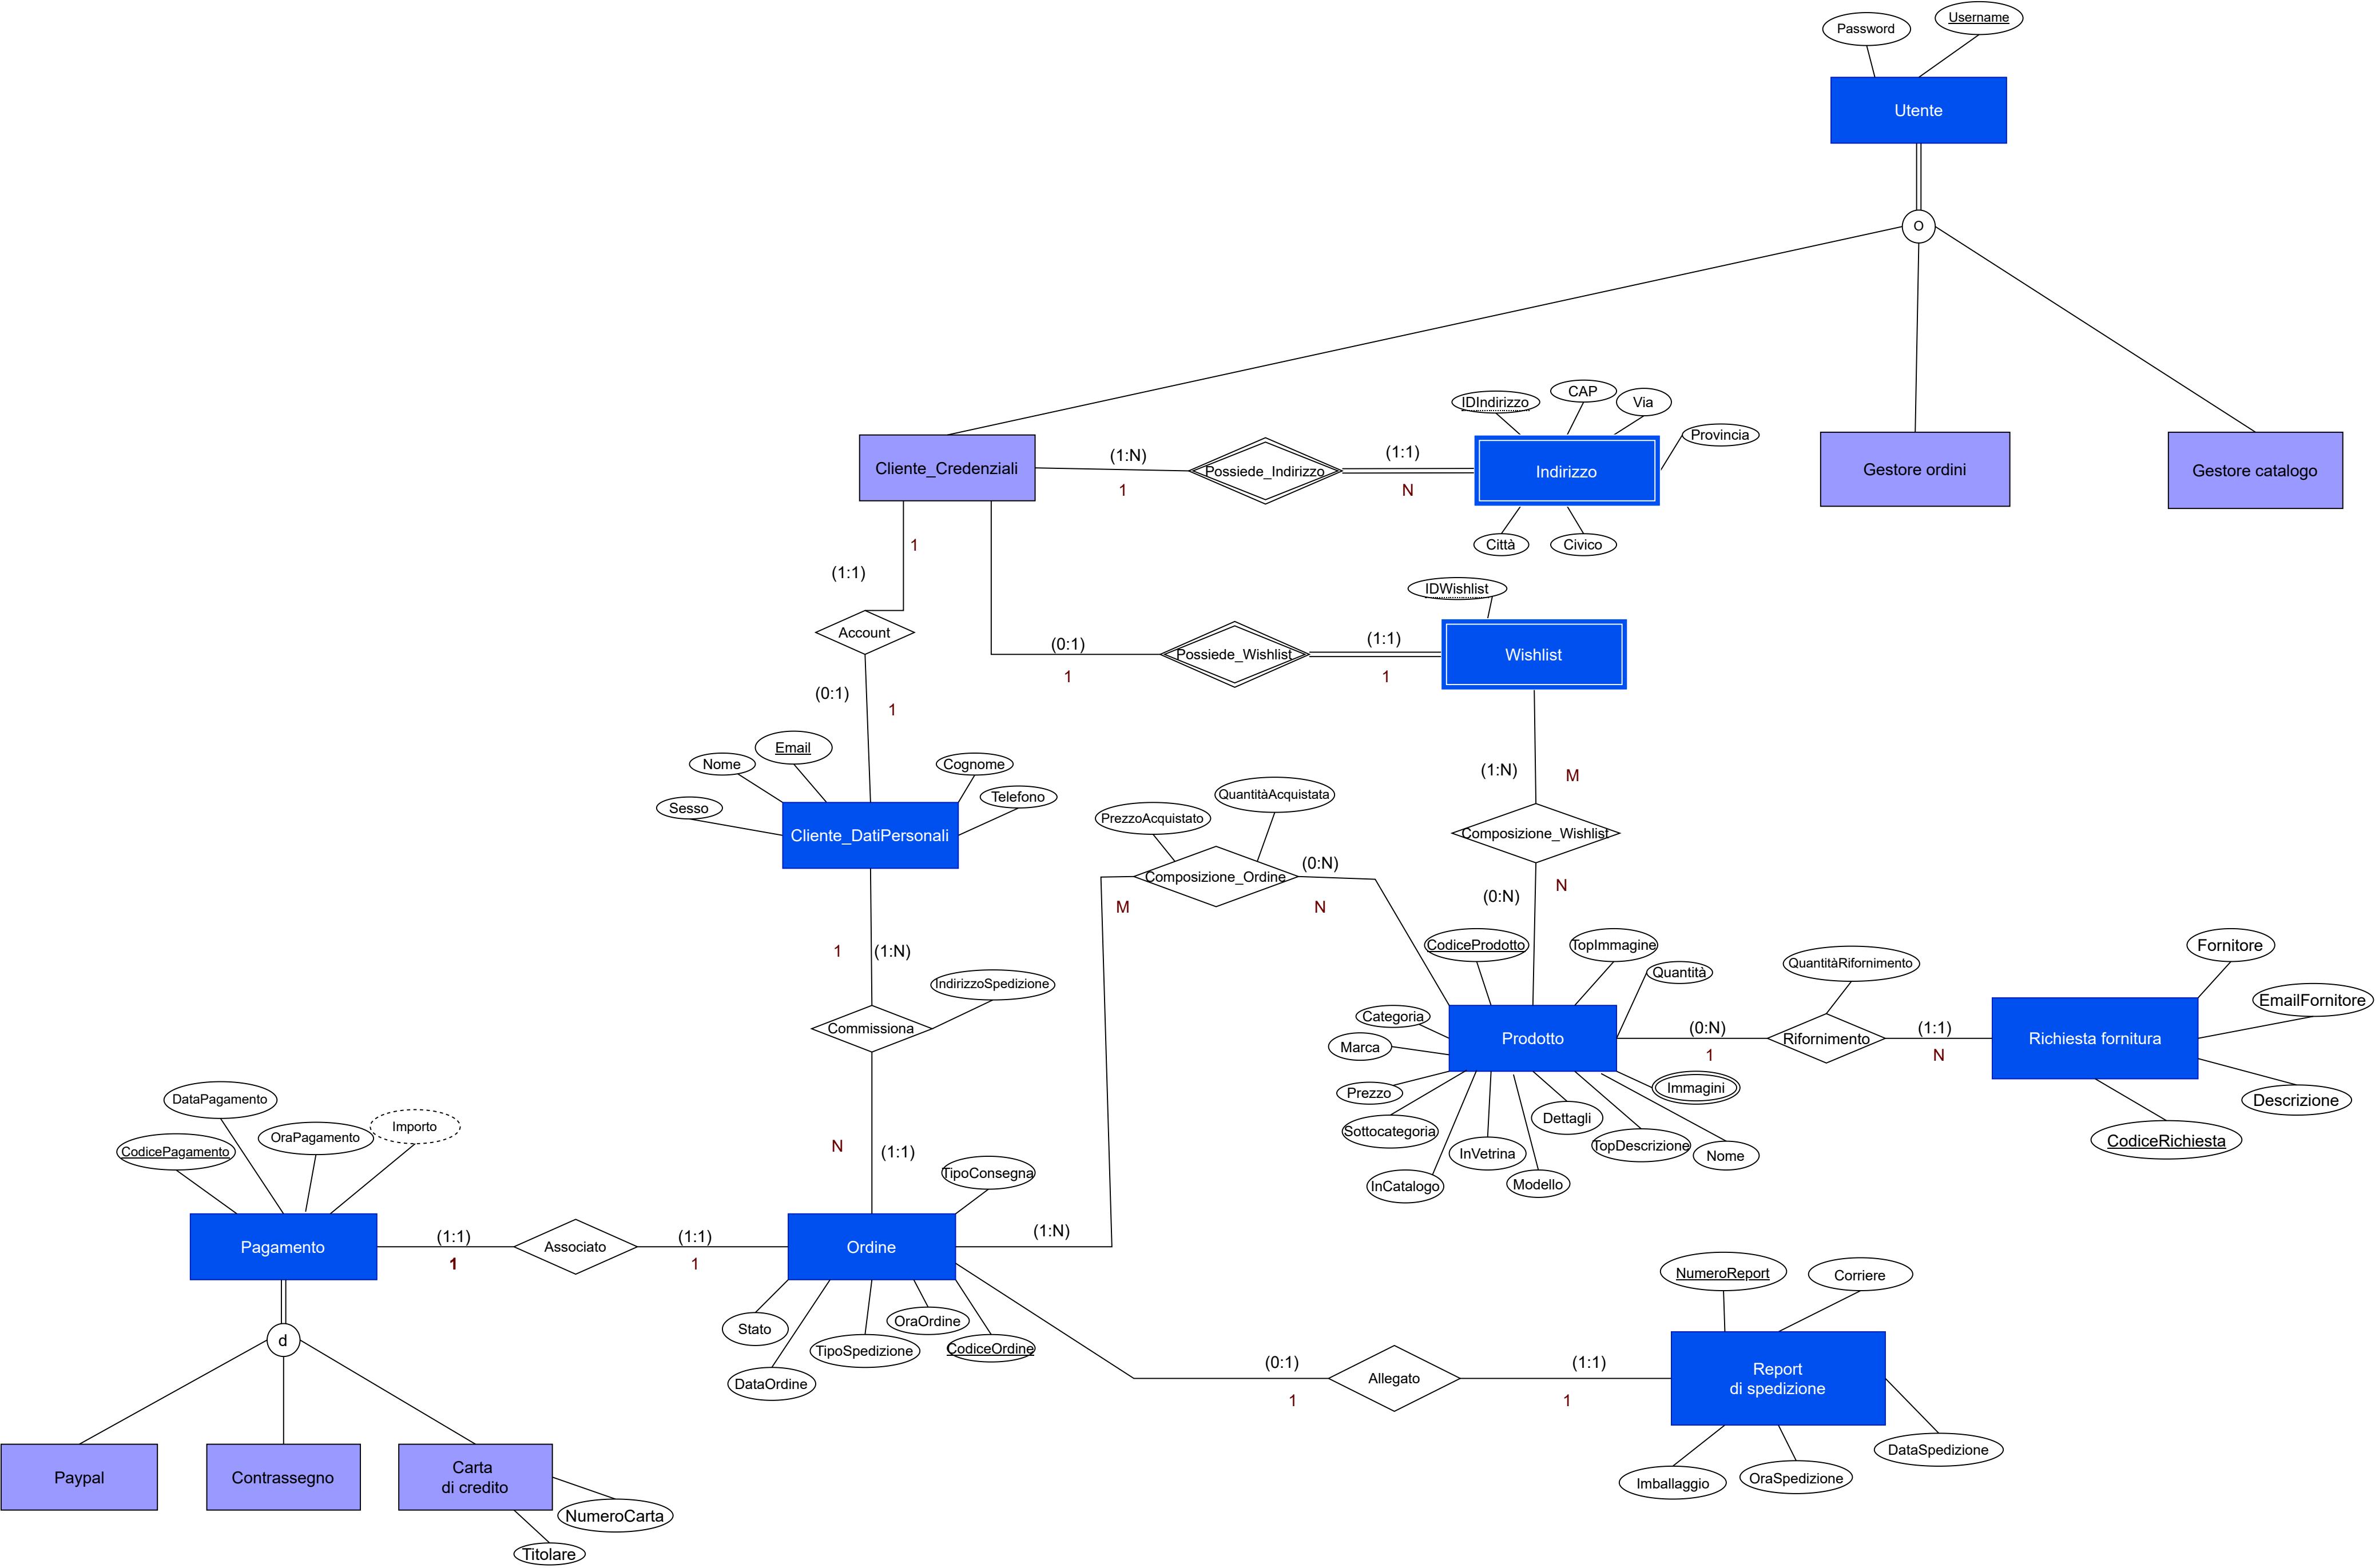 Password
Username
Utente
O
IDIndirizzo
CAP
Via
Provincia
Cliente_Credenziali
(1:N)
1
Possiede_Indirizzo
(1:1)
N
Indirizzo
Gestore ordini
Gestore catalogo
Città
Civico
1
(1:1)
Account
(0:1)
1
IDWishlist
(0:1)
1
Possiede_Wishlist
(1:1)
1
Wishlist
Nome
Email
Cognome
Sesso
Telefono
Cliente_DatiPersonali
(1:N)
M
PrezzoAcquistato
QuantitàAcquistata
Composizione_Wishlist
Composizione_Ordine
(0:N)
M
N
(0:N)
N
1
(1:N)
IndirizzoSpedizione
Commissiona
CodiceProdotto
TopImmagine
Quantità
QuantitàRifornimento
Fornitore
EmailFornitore
Categoria
Marca
Prodotto
(0:N)
1
Rifornimento
(1:1)
N
Richiesta fornitura
Prezzo
Immagini
Descrizione
Sottocategoria
Dettagli
InVetrina
TopDescrizione
Nome
CodiceRichiesta
InCatalogo
Modello
DataPagamento
OraPagamento
Importo
CodicePagamento
N
(1:1)
TipoConsegna
Pagamento
(1:1)
1
Associato
(1:1)
1
Ordine
(1:N)
Stato
OraOrdine
TipoSpedizione
CodiceOrdine
DataOrdine
d
NumeroReport
Corriere
(0:1)
1
Allegato
(1:1)
1
Report
di spedizione
Imballaggio
OraSpedizione
DataSpedizione
Paypal
Contrassegno
Carta
di credito
NumeroCarta
Titolare